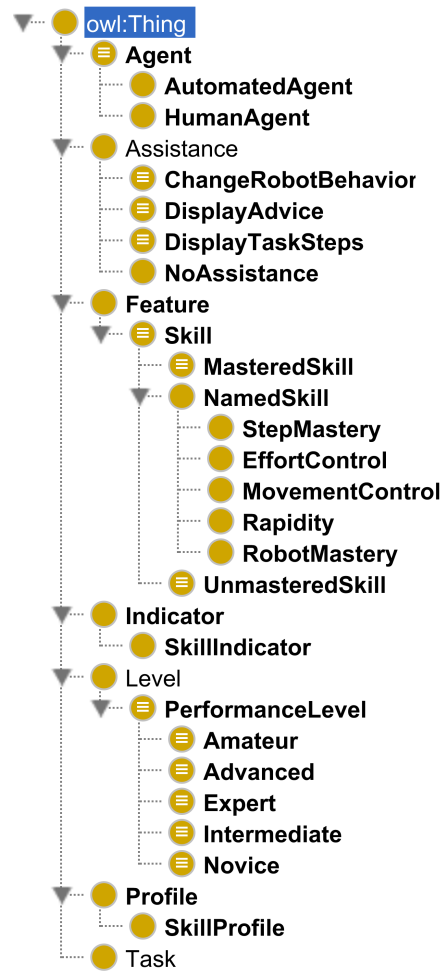 owl:Thing
Agent
AutomatedAgent
HumanAgent
Assistance
ChangeRobotBehavior
DisplayAdvice
DisplayTaskSteps
NoAssistance
Feature
Skill
MasteredSkill
NamedSkill
StepMastery
EffortControl
MovementControl
Rapidity
RobotMastery
UnmasteredSkill
Indicator
SkillIndicator
Level
PerformanceLevel
Amateur
Advanced
Expert
Intermediate
Novice
Profile
SkillProfile
Task